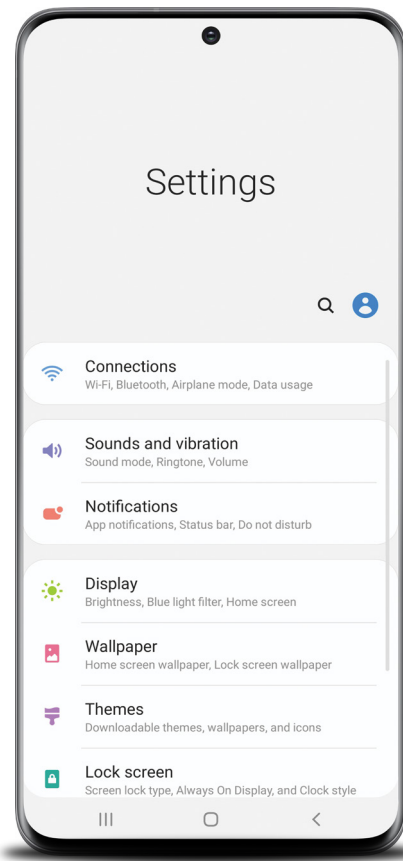 Settings
Connections
Wi-Fi, Bluetooth, Airplane mode, Data usage
Sounds and vibration
Sound mode, Ringtone, Volume
Notifications
App notifications, Status bar, Do not disturb
Display
Brightness, Blue light filter, Home screen
Wallpaper
Home screen wallpaper, Lock screen wallpaper
Themes
Downloadable themes, wallpapers, and icons
Lock screen
Screen lock type, Always On Display, and Clock style